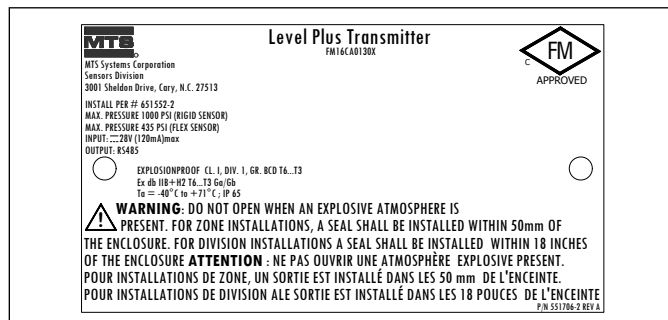 MTS
Level Plus Transmitter
FM16CA0130X
C FM
APPROVED
MTS Systems Corporation
Sensors Division
3001 Sheldon Drive, Cary, N.C. 27513
INSTALL PER # 651552-2
MAX. PRESSURE 1000 PSI (RIGID SENSOR)
MAX. PRESSURE 435 PSI (FLEX SENSOR)
INPUT: ⎓28V (120mA)max
OUTPUT: RS485
EXPLOSIONPROOF CL. I, DIV. 1, GR. BCD T6...T3
Ex db IIB+H2 T6...T3 Ga/Gb
Ta = -40°C to +71°C ; IP 65
WARNING: DO NOT OPEN WHEN AN EXPLOSIVE ATMOSPHERE IS
PRESENT. FOR ZONE INSTALLATIONS, A SEAL SHALL BE INSTALLED WITHIN 50mm OF
THE ENCLOSURE. FOR DIVISION INSTALLATIONS A SEAL SHALL BE INSTALLED WITHIN 18 INCHES
OF THE ENCLOSURE ATTENTION : NE PAS OUVRIR UNE ATMOSPHÈRE EXPLOSIVE PRESENT.
POUR INSTALLATIONS DE ZONE, UN SORTIE EST INSTALLÉ DANS LES 50 mm DE L'ENCEINTE.
POUR INSTALLATIONS DE DIVISION ALE SORTIE EST INSTALLÉ DANS LES 18 POUCES DE L'ENCEINTE
P/N 551706-2 REV A